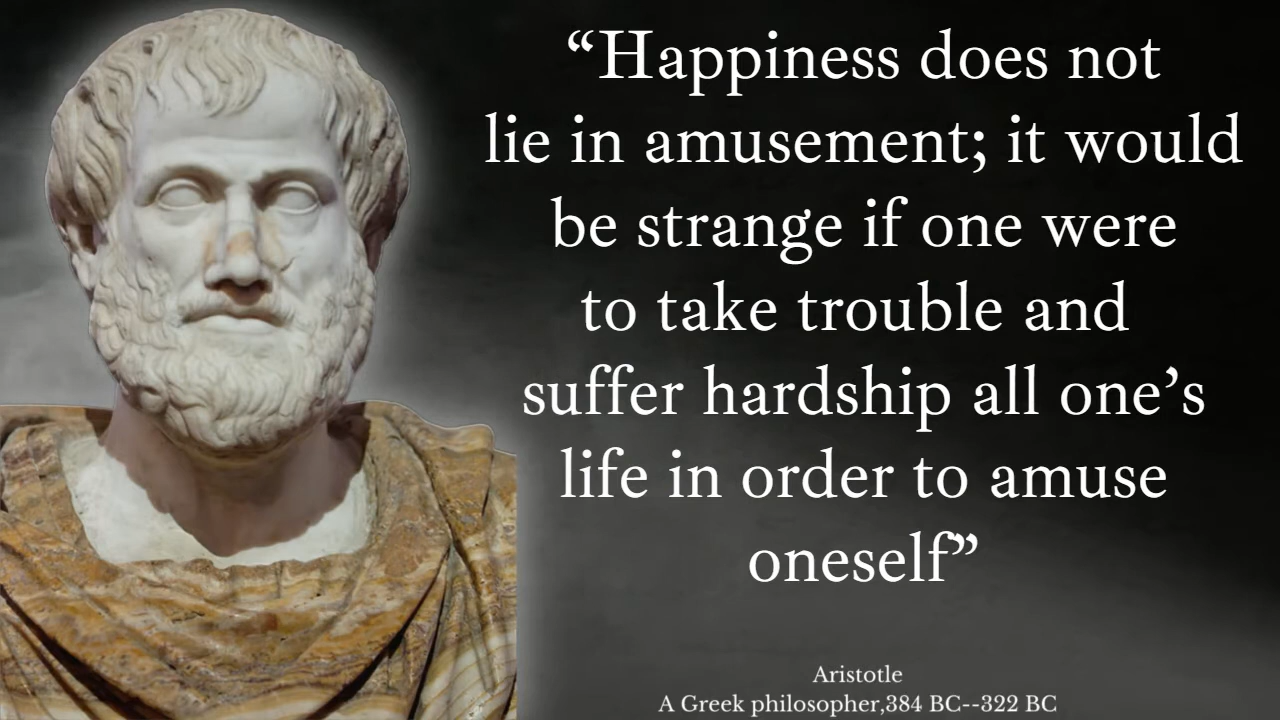 “Happiness does not
lie in amusement; it would
be strange if one were
to take trouble and
suffer hardship all one’s
life in order to amuse
oneself”
Aristotle
A Greek philosopher,384 BC--322 BC